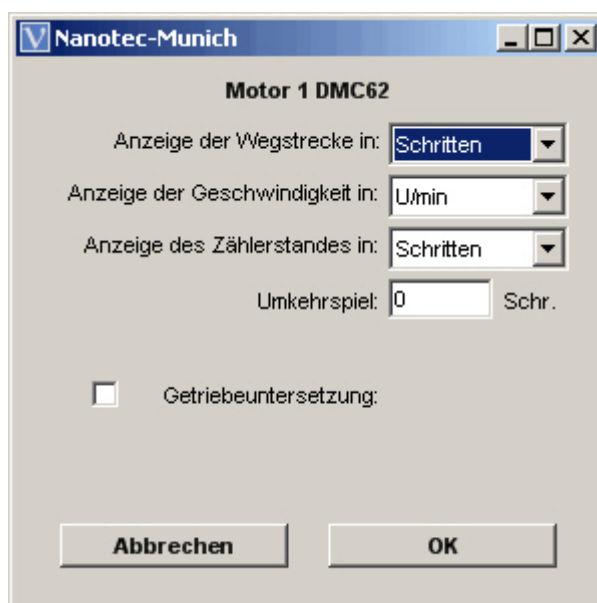 Nanotec-Munich
Motor 1 DMC62
Anzeige der Wegstrecke in: Schritten
Anzeige der Geschwindigkeit in: U/min
Anzeige des Zählerstandes in: Schritten
Umkehrspiel: 0 Schr.
Getriebeuntersetzung:
Abbrechen OK